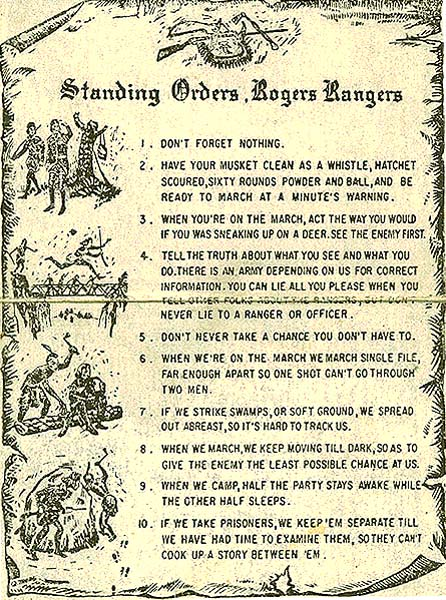 Standing Orders, Rogers Rangers
1. DON'T FORGET NOTHING.
2. HAVE YOUR MUSKET CLEAN AS A WHISTLE, HATCHET
SCOURED, SIXTY ROUNDS POWDER AND BALL, AND BE
READY TO MARCH AT A MINUTE'S WARNING.
3. WHEN YOU'RE ON THE MARCH, ACT THE WAY YOU WOULD
IF YOU WAS SNEAKING UP ON A DEER. SEE THE ENEMY FIRST.
4. TELL THE TRUTH ABOUT WHAT YOU SEE AND WHAT YOU
DO. THERE IS AN ARMY DEPENDING ON US FOR CORRECT
INFORMATION. YOU CAN LIE ALL YOU PLEASE WHEN YOU
TELL OTHER FOLKS ABOUT THE RANGERS, BUT DON'T
NEVER LIE TO A RANGER OR OFFICER.
5. DON'T NEVER TAKE A CHANCE YOU DON'T HAVE TO.
6. WHEN WE'RE ON THE MARCH WE MARCH SINGLE FILE,
FAR ENOUGH APART SO ONE SHOT CAN'T GO THROUGH
TWO MEN.
7. IF WE STRIKE SWAMPS, OR SOFT GROUND, WE SPREAD
OUT ABREAST, SO IT'S HARD TO TRACK US.
8. WHEN WE MARCH, WE KEEP MOVING TILL DARK, SO AS TO
GIVE THE ENEMY THE LEAST POSSIBLE CHANCE AT US.
9. WHEN WE CAMP, HALF THE PARTY STAYS AWAKE WHILE
THE OTHER HALF SLEEPS.
10. IF WE TAKE PRISONERS, WE KEEP 'EM SEPARATE TILL
WE HAVE HAD TIME TO EXAMINE THEM, SO THEY CAN'T
COOK UP A STORY BETWEEN 'EM.